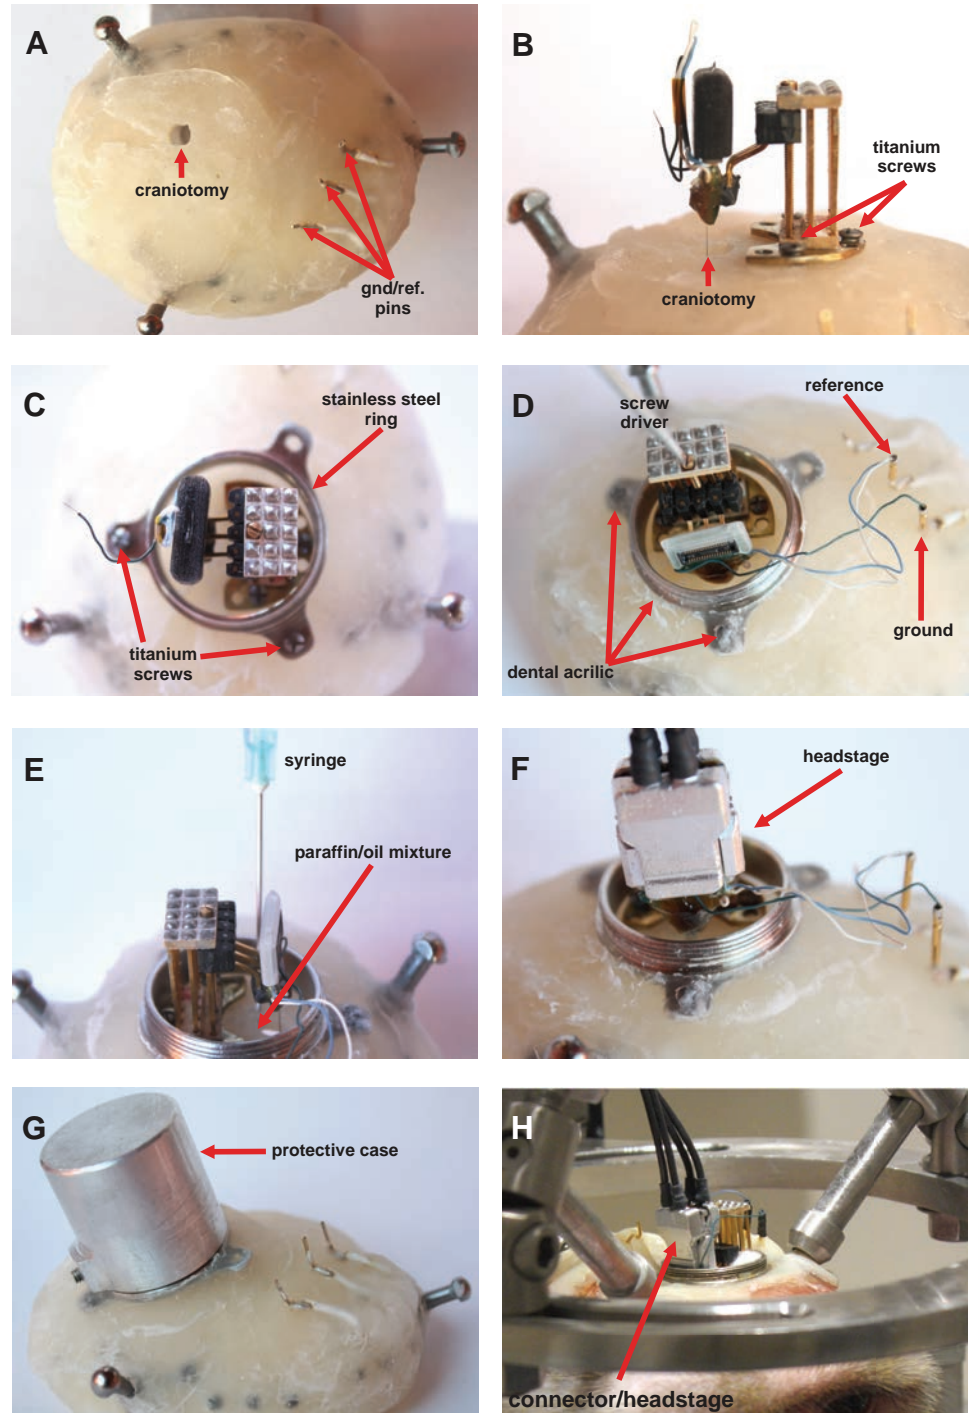 A
craniotomy
gnd/ref.
pins
B
titanium
screws
craniotomy
C
stainless steel
ring
titanium
screws
D
screw
driver
reference
ground
dental acrilic
E
syringe
paraffin/oil mixture
F
headstage
G
protective case
H
connector/headstage